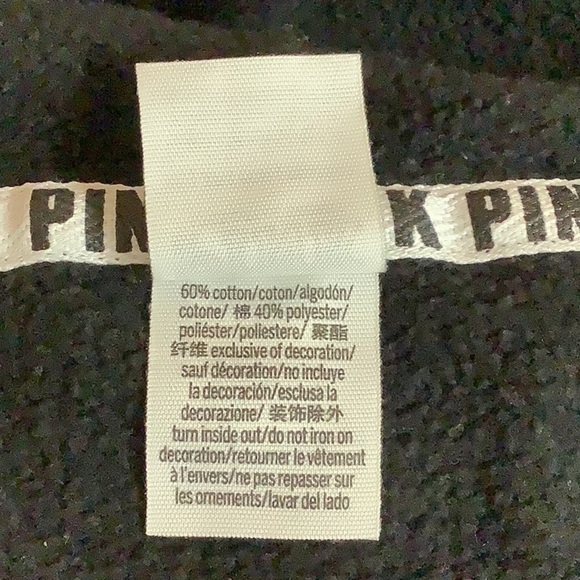 PIN K PIN
60% cotton/coton/algodón/
cotone/ 棉 40% polyester/
poliéster/poliestere/ 聚酯
纤维 exclusive of decoration/
sauf décoration/no incluye
la decoración/esclusa la
decorazione/ 装饰除外
turn inside out/do not iron on
decoration/retourner le vêtement
à l'envers/ne pas repasser sur
les ornements/lavar del lado